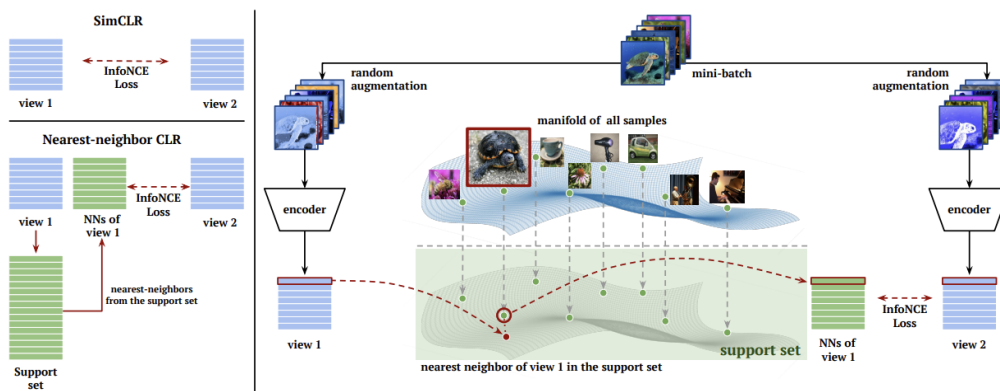 SimCLR
InfoNCE
Loss
view 1
view 2
Nearest-neighbor CLR
InfoNCE
Loss
view 1
NNs of
view 1
view 2
nearest-neighbors
from the support set
Support
set
random
augmentation
mini-batch
random
augmentation
manifold of all samples
encoder
encoder
view 1
support set
nearest neighbor of view 1 in the support set
NNs of
view 1
InfoNCE
Loss
view 2